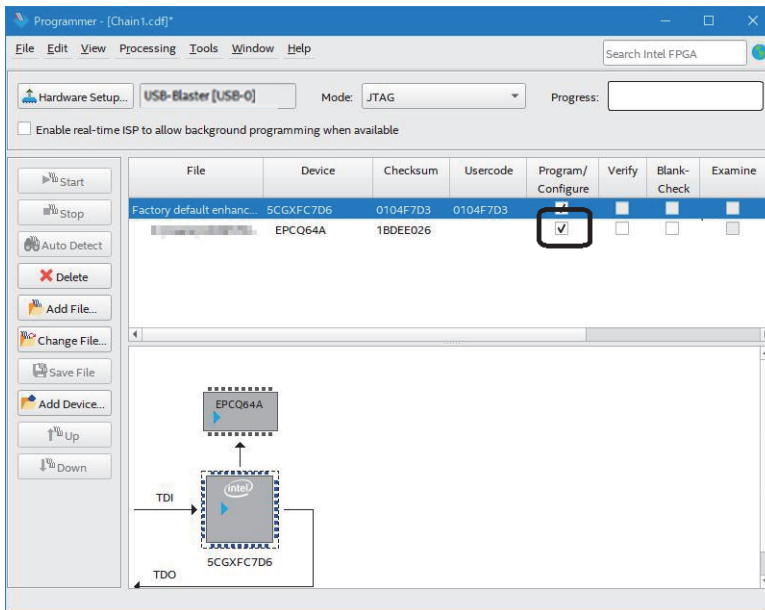 Programmer - [Chain1.cdf]*
File Edit View Processing Tools Window Help
Search Intel FPGA
Hardware Setup... USB-Blaster [USB-0] Mode: JTAG Progress:
Enable real-time ISP to allow background programming when available
Start
Stop
Auto Detect
Delete
Add File...
Change File...
Save File
Add Device...
Up
Down
File Device Checksum Usercode Program/ Configure Verify Blank- Check Examine
Factory default enhanc... 5CGXFC7D6 0104F7D3 0104F7D3
EPCQ64A 1BDEE026
EPCQ64A
intel
TDI
5CGXFC7D6
TDO